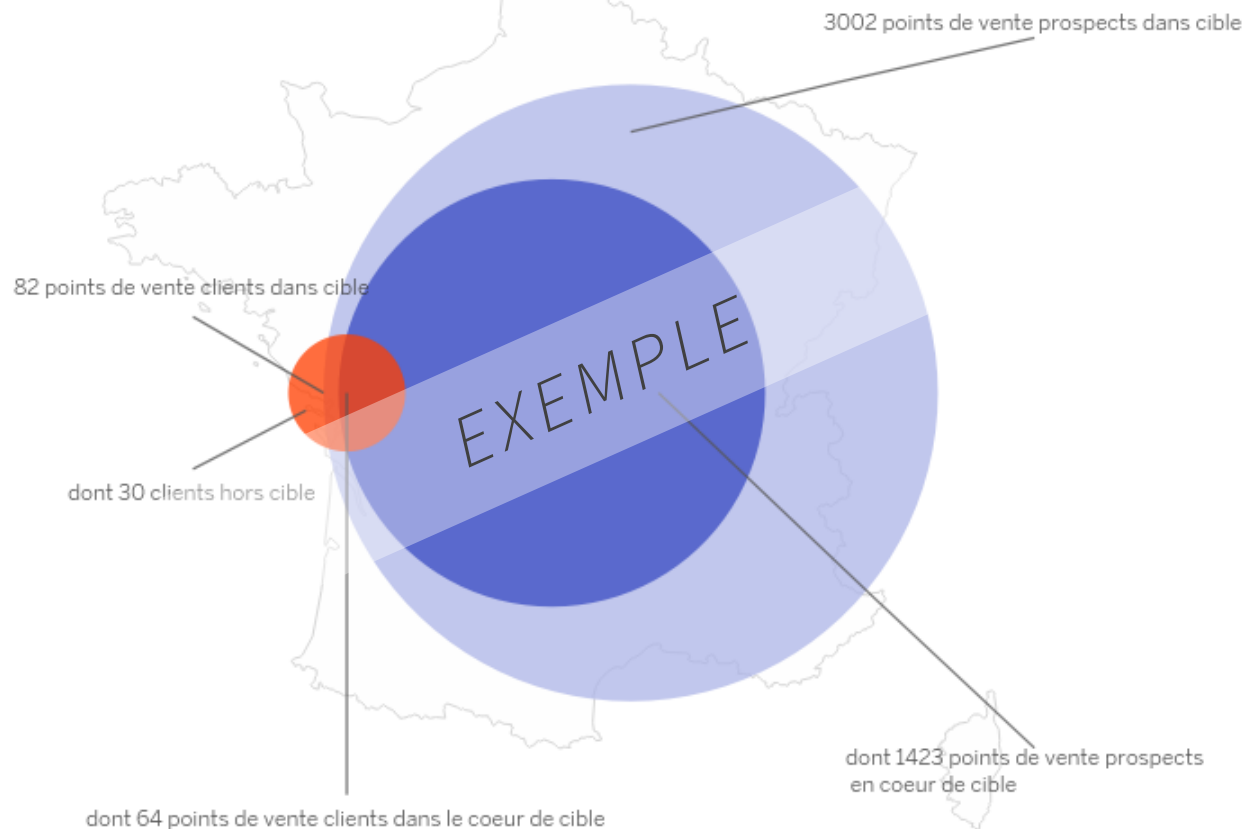 3002 points de vente prospects dans cible
82 points de vente clients dans cible
EXEMPLE
dont 30 clients hors cible
dont 1423 points de vente prospects
en coeur de cible
dont 64 points de vente clients dans le coeur de cible